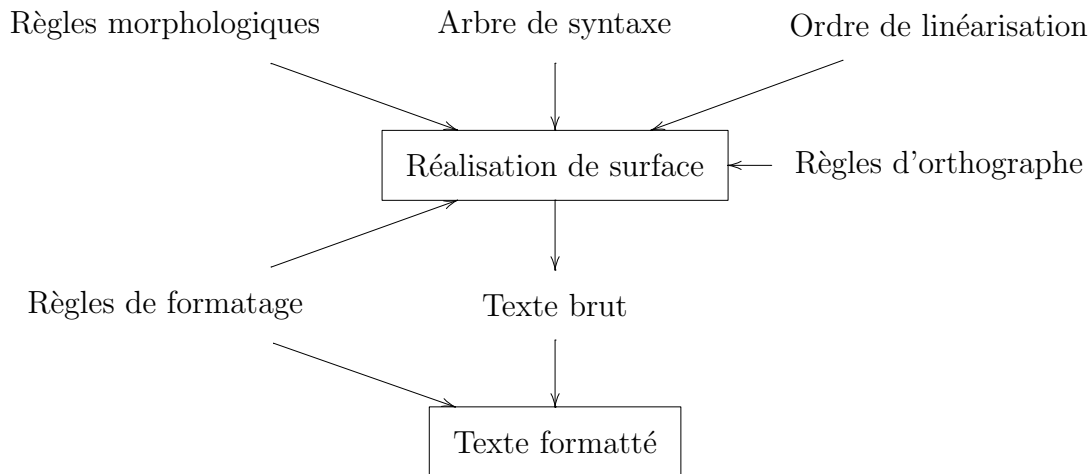 Règles morphologiques
Arbre de syntaxe
Ordre de linéarisation
Réalisation de surface
Règles d'orthographe
Règles de formatage
Texte brut
Texte formatté